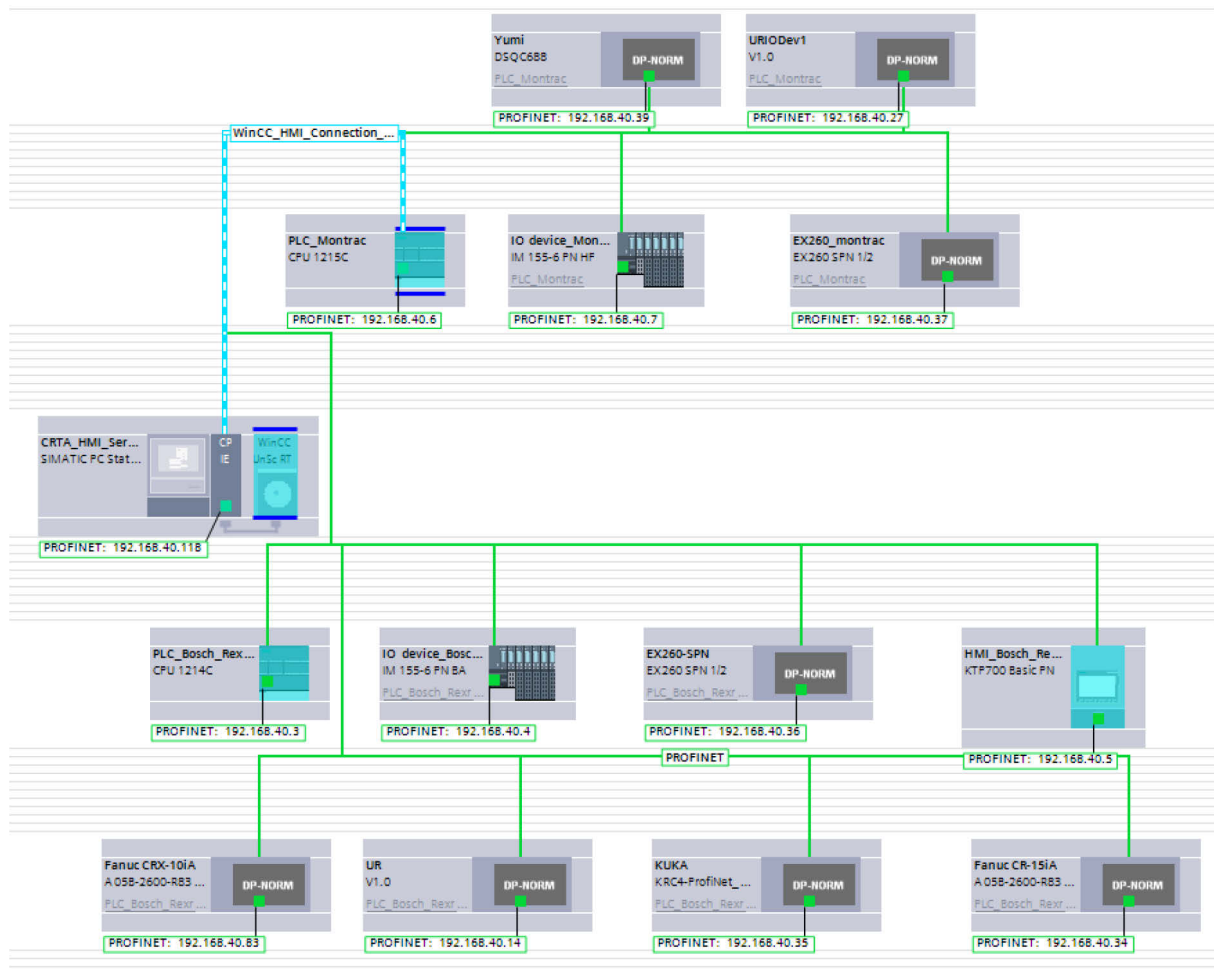 Yumi
DSQC688
DP-NORM
PLC_Montrac
PROFINET: 192.168.40.39
URIODev1
V1.0
DP-NORM
PLC_Montrac
PROFINET: 192.168.40.27
WinCC_HMI_Connection_...
PLC_Montrac
CPU 1215C
PROFINET: 192.168.40.6
IO device_Mon...
IM 155-6 PN HF
PLC_Montrac
PROFINET: 192.168.40.7
EX260_montrac
EX260 SPN 1/2
DP-NORM
PLC_Montrac
PROFINET: 192.168.40.37
CRTA_HMI_Ser...
SIMATIC PC Stat...
CP
IE
WinCC
UnSc RT
PROFINET: 192.168.40.118
PLC_Bosch_Rex...
CPU 1214C
PROFINET: 192.168.40.3
IO device_Bosc...
IM 155-6 PN BA
PLC_Bosch_Rexr ...
PROFINET: 192.168.40.4
EX260-SPN
EX260 SPN 1/2
DP-NORM
PLC_Bosch_Rexr ...
PROFINET: 192.168.40.36
HMI_Bosch_Re...
KTP700 Basic PN
PROFINET: 192.168.40.5
PROFINET
Fanuc CRX-10iA
A05B-2600-R83 ...
DP-NORM
PLC_Bosch_Rexr ...
PROFINET: 192.168.40.83
UR
V1.0
DP-NORM
PLC_Bosch_Rexr ...
PROFINET: 192.168.40.14
KUKA
KRC4-ProfiNet_ ...
DP-NORM
PLC_Bosch_Rexr ...
PROFINET: 192.168.40.35
Fanuc CR-15iA
A05B-2600-R83 ...
DP-NORM
PLC_Bosch_Rexr ...
PROFINET: 192.168.40.34